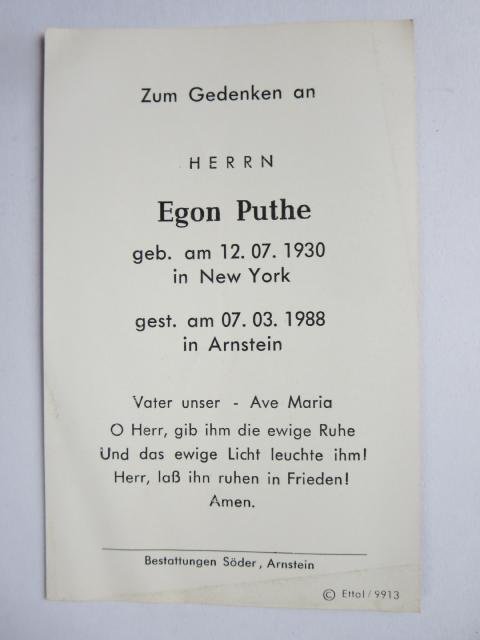 Zum Gedenken an
HERRN
Egon Puthe
geb. am 12. 07. 1930
in New York
gest. am 07. 03. 1988
in Arnstein
Vater unser - Ave Maria
O Herr, gib ihm die ewige Ruhe
Und das ewige Licht leuchte ihm!
Herr, laß ihn ruhen in Frieden!
Amen.
Bestattungen Söder, Arnstein
© Ettal/9913